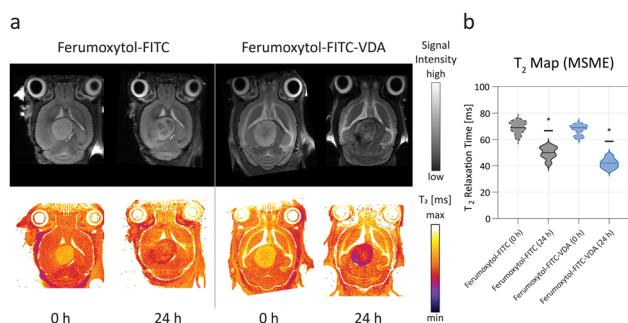 a
Ferumoxytol-FITC
Ferumoxytol-FITC-VDA
Signal
Intensity
high
low
T₂ [ms]
max
min
0 h
24 h
0 h
24 h
b
T₂ Map (MSME)
T₂ Relaxation Time [ms]
100
80
60
40
20
0
*
*
Ferumoxytol-FITC (0 h)
Ferumoxytol-FITC (24 h)
Ferumoxytol-FITC-VDA (0 h)
Ferumoxytol-FITC-VDA (24 h)